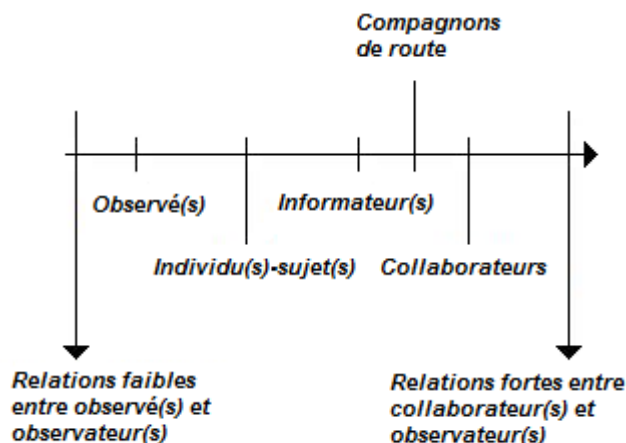 Compagnons
de route
Observé(s)
Informateur(s)
Individu(s)-sujet(s)
Collaborateurs
Relations faibles
entre observé(s) et
observateur(s)
Relations fortes entre
collaborateur(s) et
observateur(s)